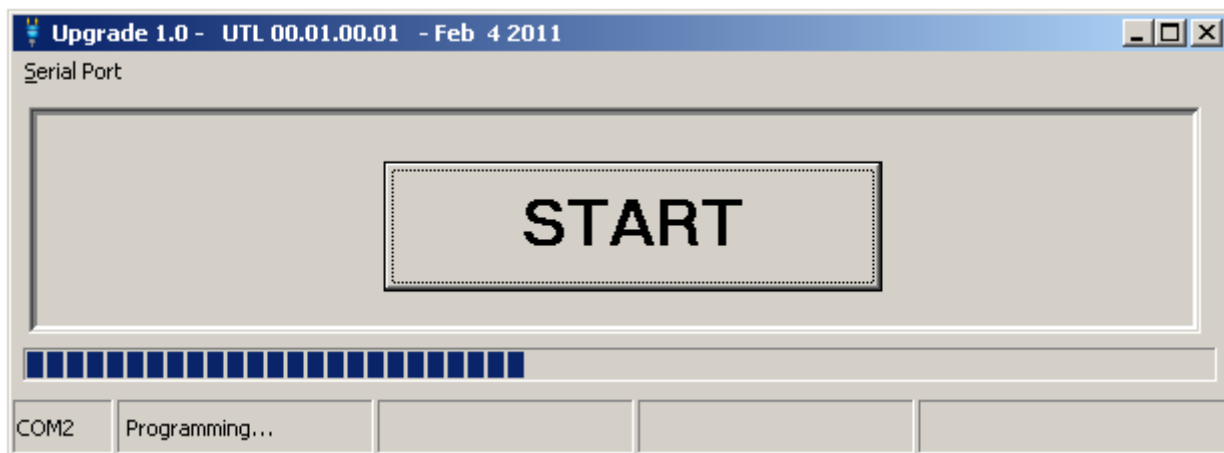 Upgrade 1.0 - UTL 00.01.00.01 - Feb 4 2011
Serial Port
START
COM2 Programming...